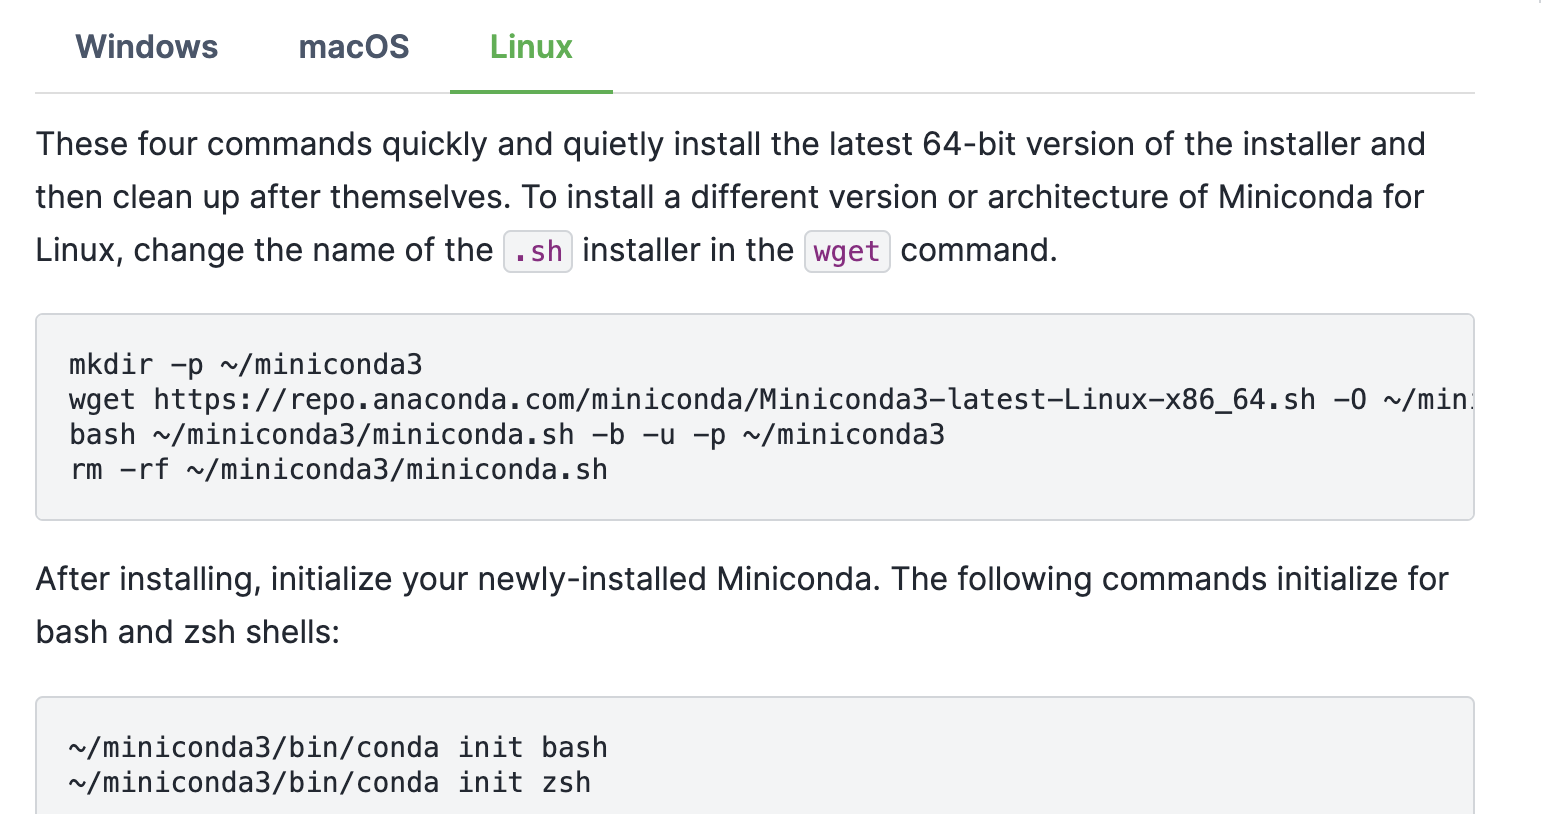 Windows macOS Linux
These four commands quickly and quietly install the latest 64-bit version of the installer and
then clean up after themselves. To install a different version or architecture of Miniconda for
Linux, change the name of the .sh installer in the wget command.
mkdir -p ~/miniconda3
wget https://repo.anaconda.com/miniconda/Miniconda3-latest-Linux-x86_64.sh -O ~/min
bash ~/miniconda3/miniconda.sh -b -u -p ~/miniconda3
rm -rf ~/miniconda3/miniconda.sh
After installing, initialize your newly-installed Miniconda. The following commands initialize for
bash and zsh shells:
~/miniconda3/bin/conda init bash
~/miniconda3/bin/conda init zsh